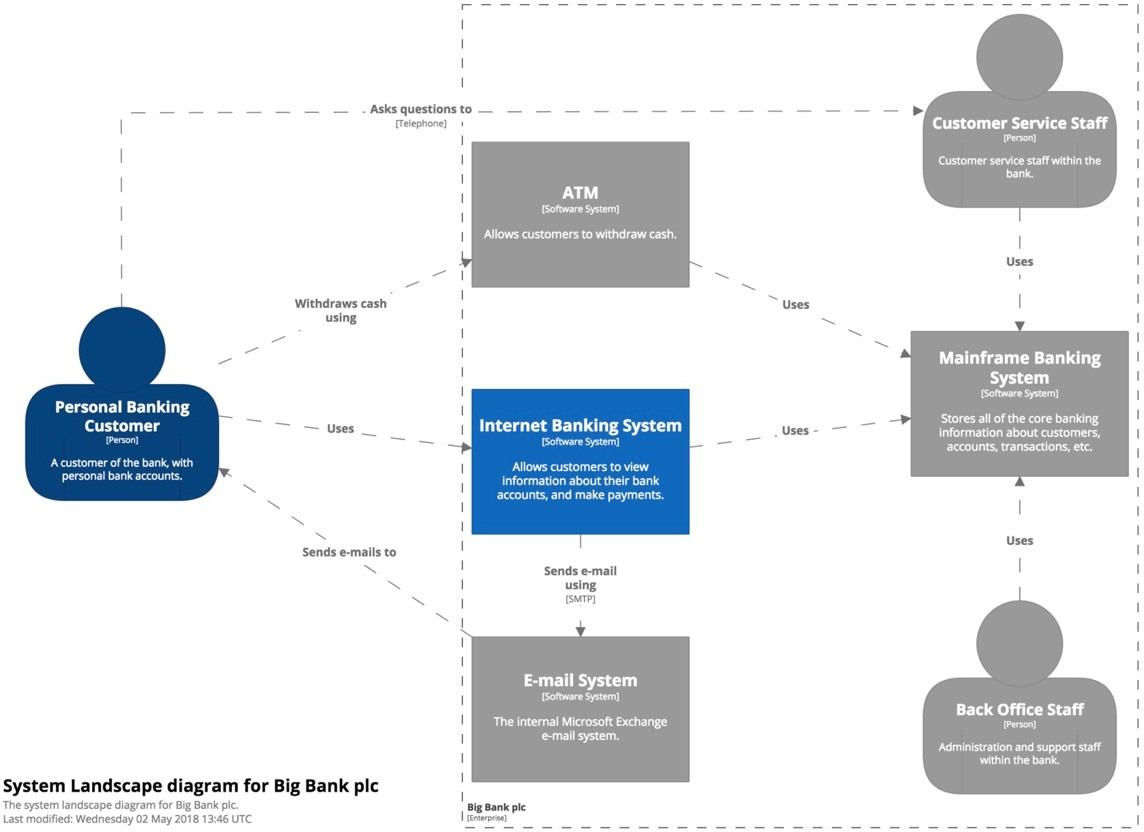 Asks questions to
[Telephone]
Customer Service Staff
[Person]
Customer service staff within the
bank.
ATM
[Software System]
Allows customers to withdraw cash.
Uses
Withdraws cash
using
Uses
Mainframe Banking
System
[Software System]
Stores all of the core banking
information about customers,
accounts, transactions, etc.
Personal Banking
Customer
[Person]
A customer of the bank, with
personal bank accounts.
Uses
Internet Banking System
[Software System]
Allows customers to view
information about their bank
accounts, and make payments.
Uses
Sends e-mails to
Sends e-mail
using
[SMTP]
Uses
E-mail System
[Software System]
The internal Microsoft Exchange
e-mail system.
Back Office Staff
[Person]
Administration and support staff
within the bank.
System Landscape diagram for Big Bank plc
The system landscape diagram for Big Bank plc.
Last modified: Wednesday 02 May 2018 13:46 UTC
Big Bank plc
[Enterprise]